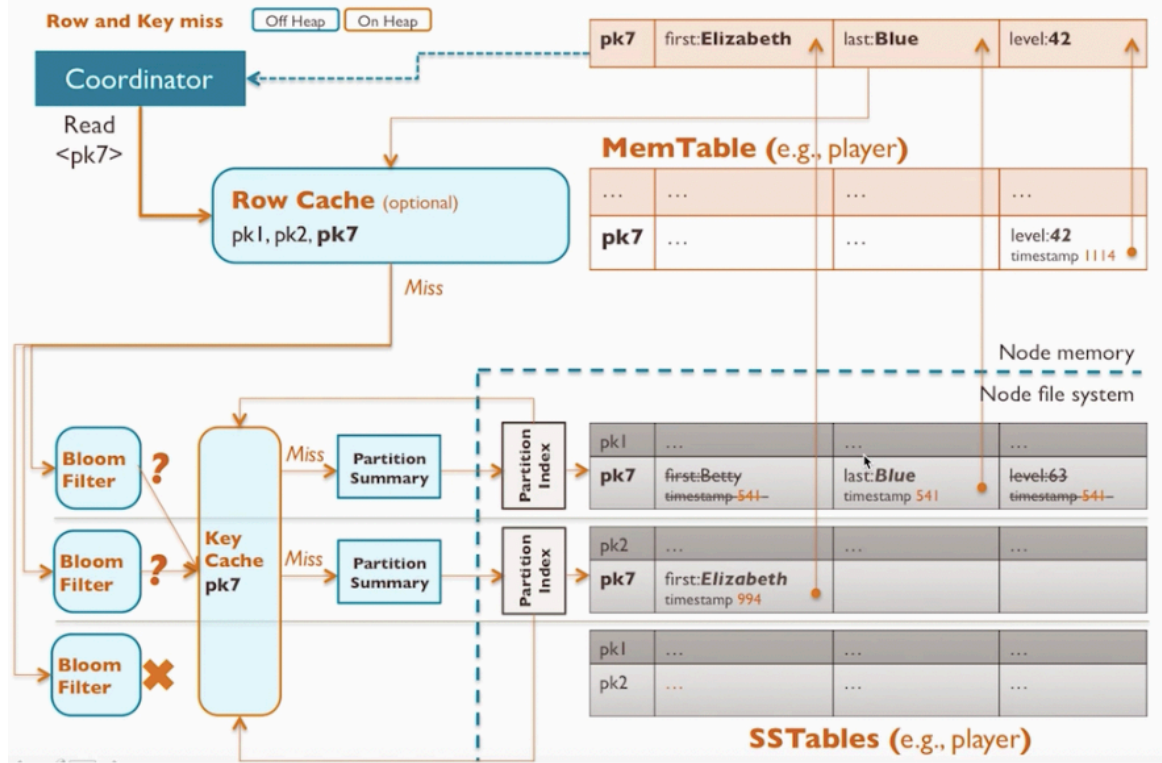 Row and Key miss
Off Heap
On Heap
pk7 first:Elizabeth last:Blue level:42
Coordinator
Read
<pk7>
MemTable (e.g., player)
... ... ... ...
pk7 ... ... level:42
timestamp 1114
Row Cache (optional)
pk1, pk2, pk7
Miss
Node memory
Node file system
Bloom
Filter
?
Miss
Partition
Summary
Partition
Index
pk1 ... ... ...
pk7 first:Betty last:Blue level:63
timestamp 541 timestamp 541 timestamp 541
Key
Cache
pk7
Bloom
Filter
?
Miss
Partition
Summary
Partition
Index
pk2 ... ... ...
pk7 first:Elizabeth
timestamp 994
Bloom
Filter
pk1 ... ... ...
pk2 ... ... ...
SSTables (e.g., player)